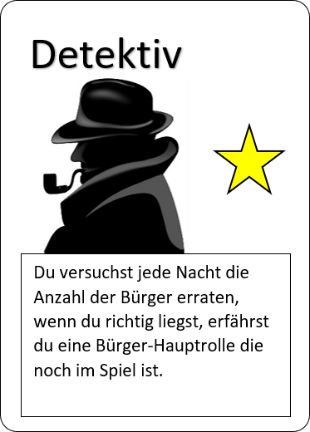 Detektiv
Du versuchst jede Nacht die
Anzahl der Bürger erraten,
wenn du richtig liegst, erfährst
du eine Bürger-Hauptrolle die
noch im Spiel ist.